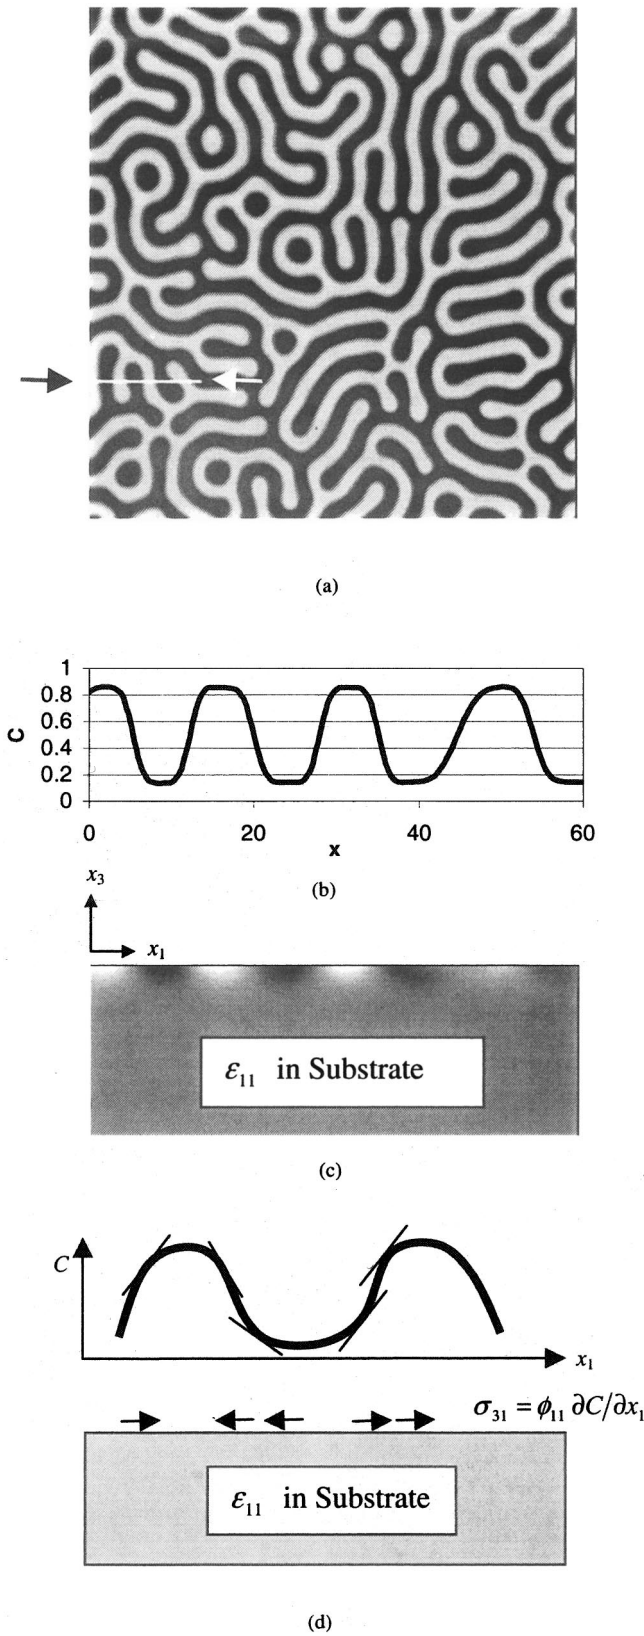 (a)
1
0.8
0.6
0.4
0.2
0
C
0 20 40 60
x
x₃
(b)
x₁
ε₁₁ in Substrate
(c)
C
x₁
σ₃₁ = ϕ₁₁ ∂C/∂x₁
ε₁₁ in Substrate
(d)